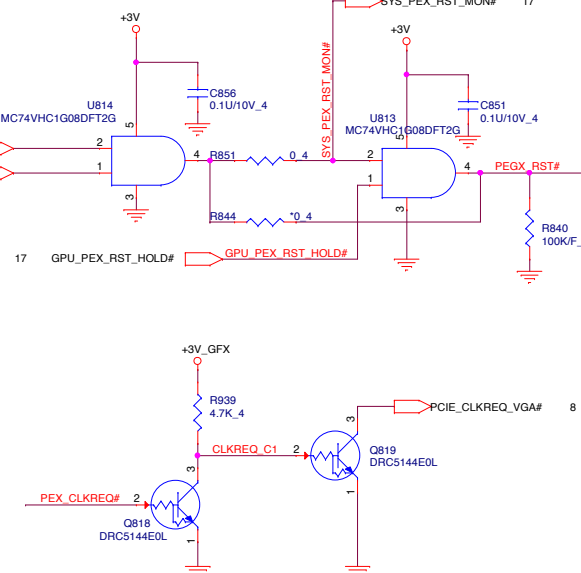 SYS_PEX_RST_MON# 17
+3V
+3V
U814
MC74VHC1G08DFT2G
C856
0.1U/10V_4
SYS_PEX_RST_MON#
U813
MC74VHC1G08DFT2G
C851
0.1U/10V_4
5
5
2
1
4
3
R851 0_4
2
1
4
3
PEGX_RST#
R844 *0_4
R840
100K/F_
17 GPU_PEX_RST_HOLD#
GPU_PEX_RST_HOLD#
+3V_GFX
R939
4.7K_4
PCIE_CLKREQ_VGA# 8
3
CLKREQ_C1 2
Q819
DRC5144E0L
1
3
PEX_CLKREQ# 2
Q818
DRC5144E0L
1